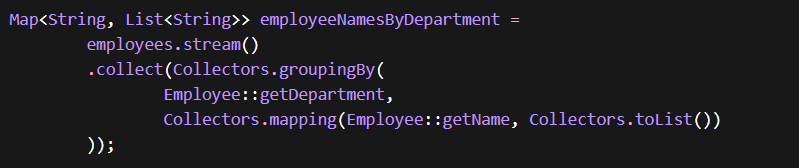 Map<String, List<String>> employeeNamesByDepartment =
        employees.stream()
        .collect(Collectors.groupingBy(
                Employee::getDepartment,
                Collectors.mapping(Employee::getName, Collectors.toList())
        ));